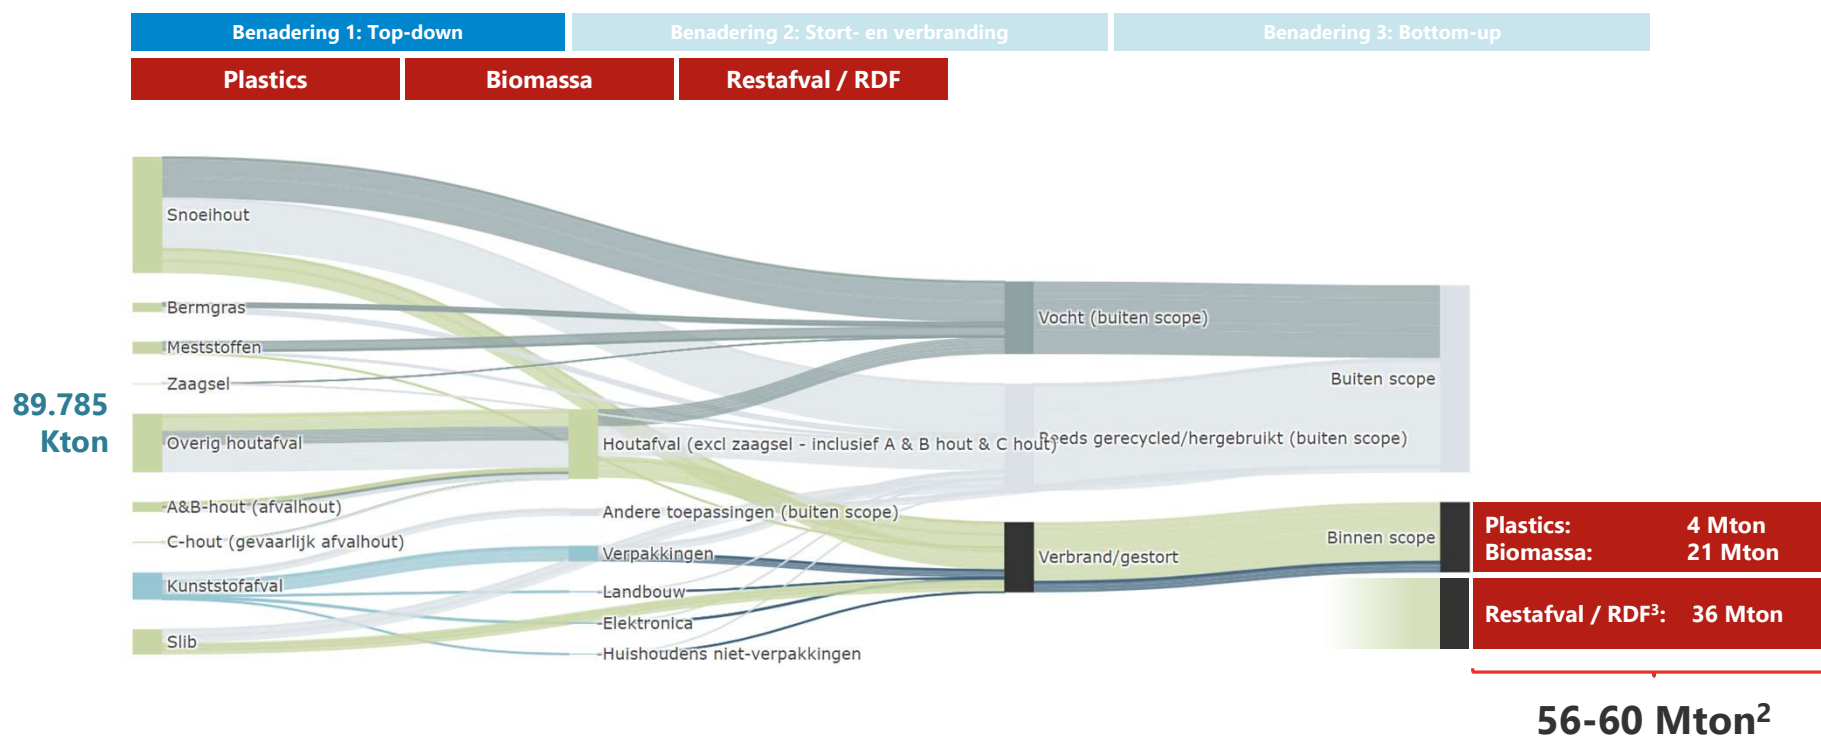 Benadering 1: Top-down
Benadering 2: Stort- en verbranding
Benadering 3: Bottom-up
Plastics
Biomassa
Restafval / RDF
89.785
Kton
Snoeihout
Bermgras
Meststoffen
Zaagsel
Overig houtafval
A&B-hout (afvalhout)
C-hout (gevaarlijk afvalhout)
Kunststofafval
Slib
Houtafval (excl zaagsel - inclusief A & B hout & C hout)
Andere toepassingen (buiten scope)
Verpakkingen
Landbouw
Elektronica
Huishoudens niet-verpakkingen
Vocht (buiten scope)
Reeds gerecycled/hergebruikt (buiten scope)
Verbrand/gestort
Buiten scope
Binnen scope
Plastics: 4 Mton
Biomassa: 21 Mton
Restafval / RDF³: 36 Mton
56-60 Mton²